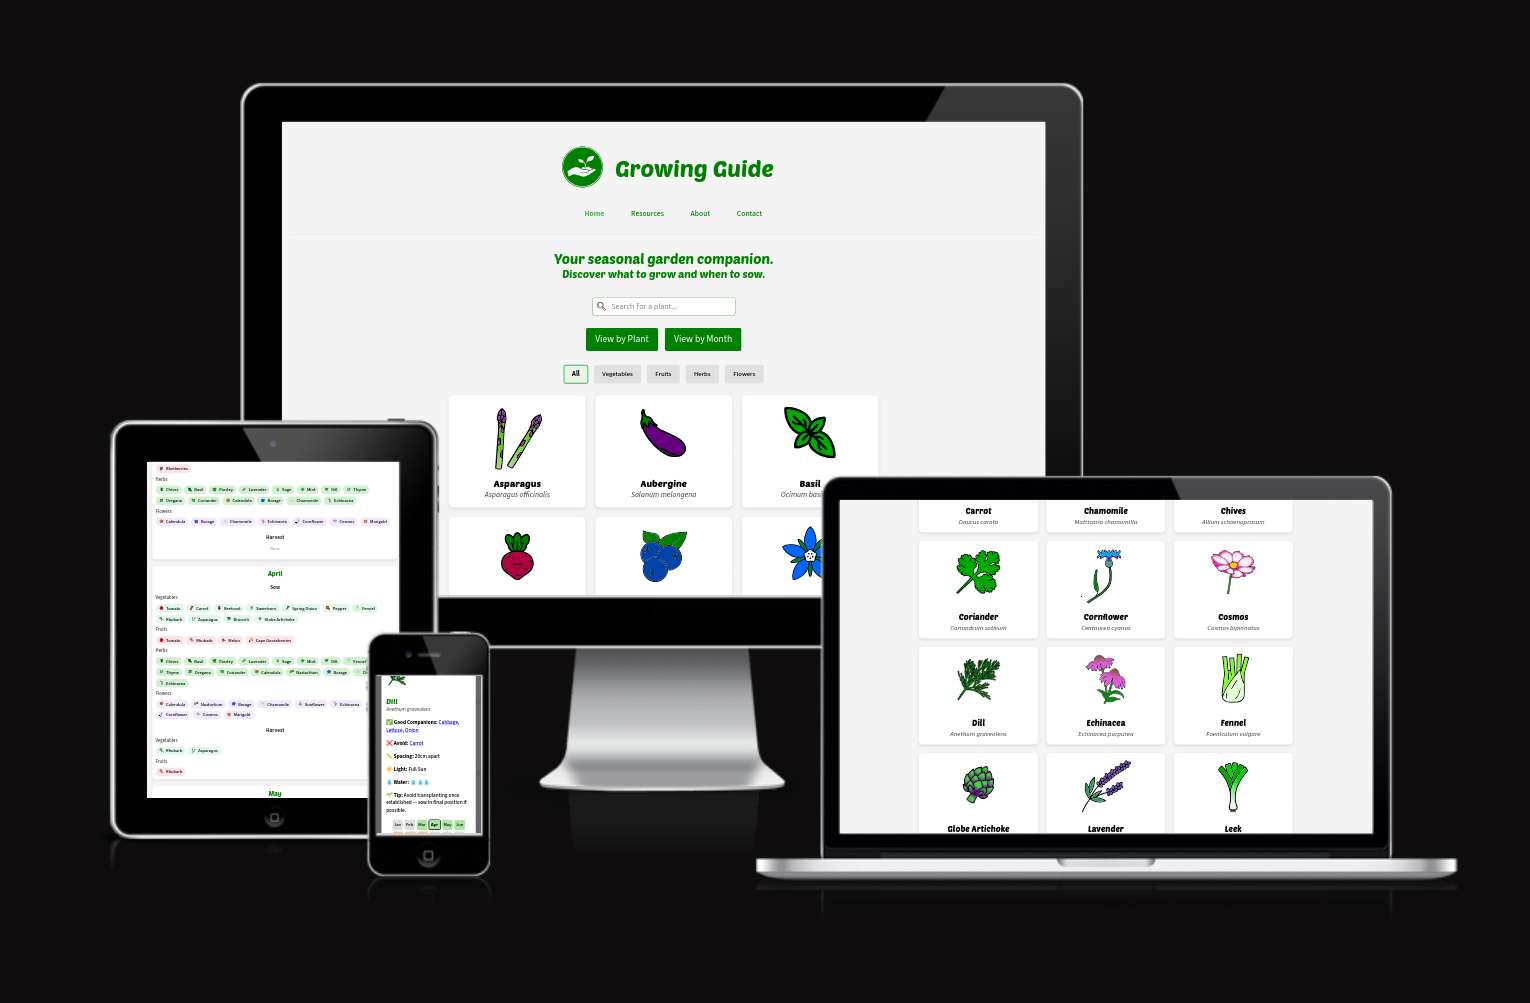 Growing Guide
Home Resources About Contact
Your seasonal garden companion.
Discover what to grow and when to sow.
Search for a plant...
View by Plant View by Month
All Vegetables Fruits Herbs Flowers
Asparagus Aubergine Basil
Asparagus officinalis Solanum melongena Ocimum basi
Blueberries
Herbs
Chives Basil Parsley Lavender Sage Mint Dill Thyme
Oregano Coriander Calendula Borage Chamomile Echinacea
Flowers
Calendula Borage Chamomile Echinacea Cornflower Cosmos Marigold
Harvest
None
April
Sow
Vegetables
Tomato Carrot Beetroot Sweetcorn Spring Onion Pepper Fennel
Rhubarb Asparagus Broccoli Globe Artichoke
Fruits
Tomato Rhubarb Melon Cape Gooseberries
Herbs
Chives Basil Parsley Lavender Sage Mint Dill Fennel
Thyme Oregano Coriander Calendula Nasturtium Borage
Echinacea
Flowers
Calendula Nasturtium Borage Chamomile Sunflower Echinacea
Cornflower Cosmos Marigold
Harvest
Vegetables
Rhubarb Asparagus
Fruits
Rhubarb
May
Dill
Anethum graveolens
Good Companions: Cabbage,
Lettuce, Onion
Avoid: Carrot
Spacing: 20cm apart
Light: Full Sun
Water:
Tip: Avoid transplanting once
established — sow in final position if
possible.
Jan Feb Mar Apr May Jun
Carrot Chamomile Chives
Daucus carota Matricaria chamomilla Allium schoenoprasum
Coriander Cornflower Cosmos
Coriandrum sativum Centaurea cyanus Cosmos bipinnatus
Dill Echinacea Fennel
Anethum graveolens Echinacea purpurea Foeniculum vulgare
Globe Artichoke Lavender Leek